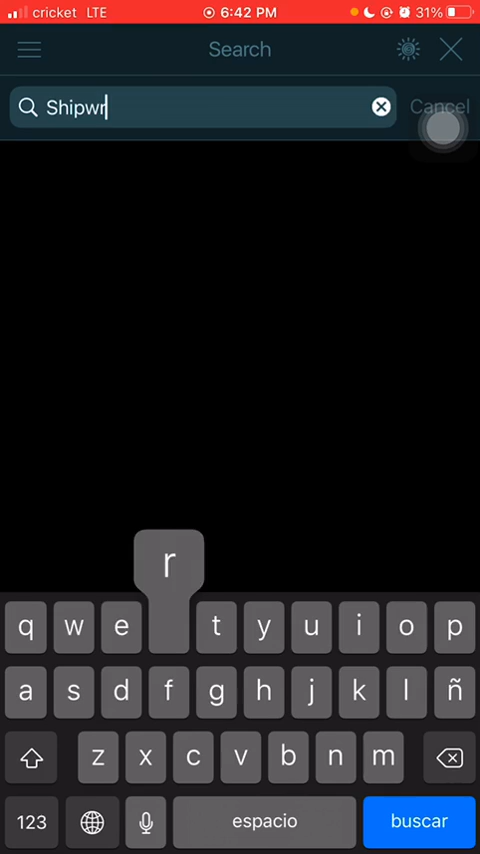 cricket LTE 6:42 PM 31%
Search
Shipwr Cancel
r
q w e t y u i o p
a s d f g h j k l ñ
z x c v b n m
123 espacio buscar